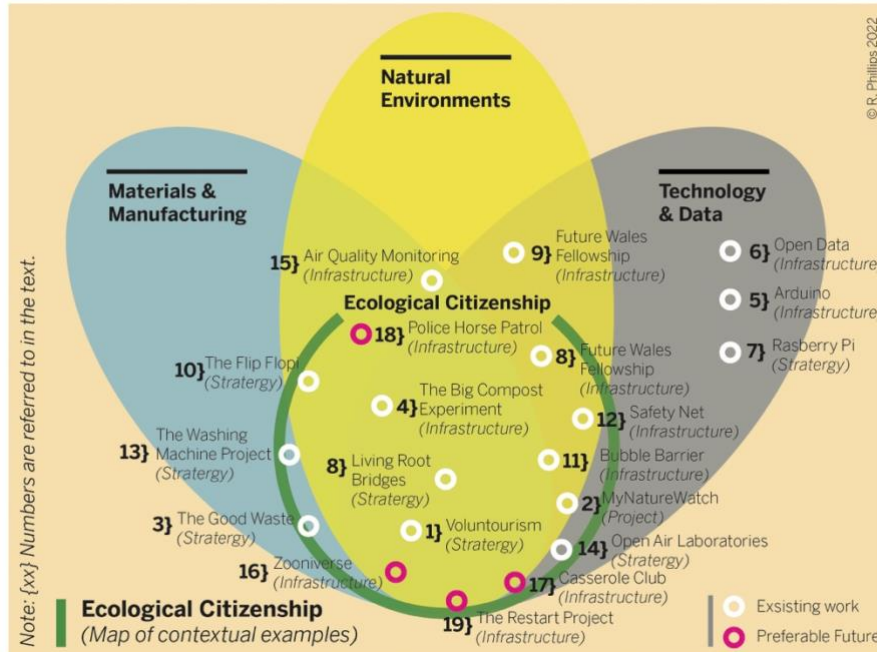 © R. Phillips 2022
Natural
Environments
Materials &
Manufacturing
Technology
& Data
15} Air Quality Monitoring
(Infrastructure)
9} Future Wales
Fellowship
(Infrastructure)
6} Open Data
(Infrastructure)
5} Arduino
(Infrastructure)
7} Rasberry Pi
(Strategy)
Ecological Citizenship
18} Police Horse Patrol
(Infrastructure)
10} The Flip Flopi
(Stratergy)
8} Future Wales
Fellowship
(Infrastructure)
4} The Big Compost
Experiment
(Infrastructure)
12} Safety Net
(Infrastructure)
13} The Washing
Machine Project
(Strategy)
8} Living Root
Bridges
(Stratergy)
11} Bubble Barrier
(Infrastructure)
2} MyNatureWatch
(Project)
3} The Good Waste
(Strategy)
1} Voluntourism
(Strategy)
14} Open Air Laboratories
(Stratergy)
16} Zooniverse
(Infrastructure)
17} Casserole Club
(Infrastructure)
19} The Restart Project
(Infrastructure)
Note: {xx} Numbers are referred to in the text.
Ecological Citizenship
(Map of contextual examples)
Exsisting work
Preferable Future